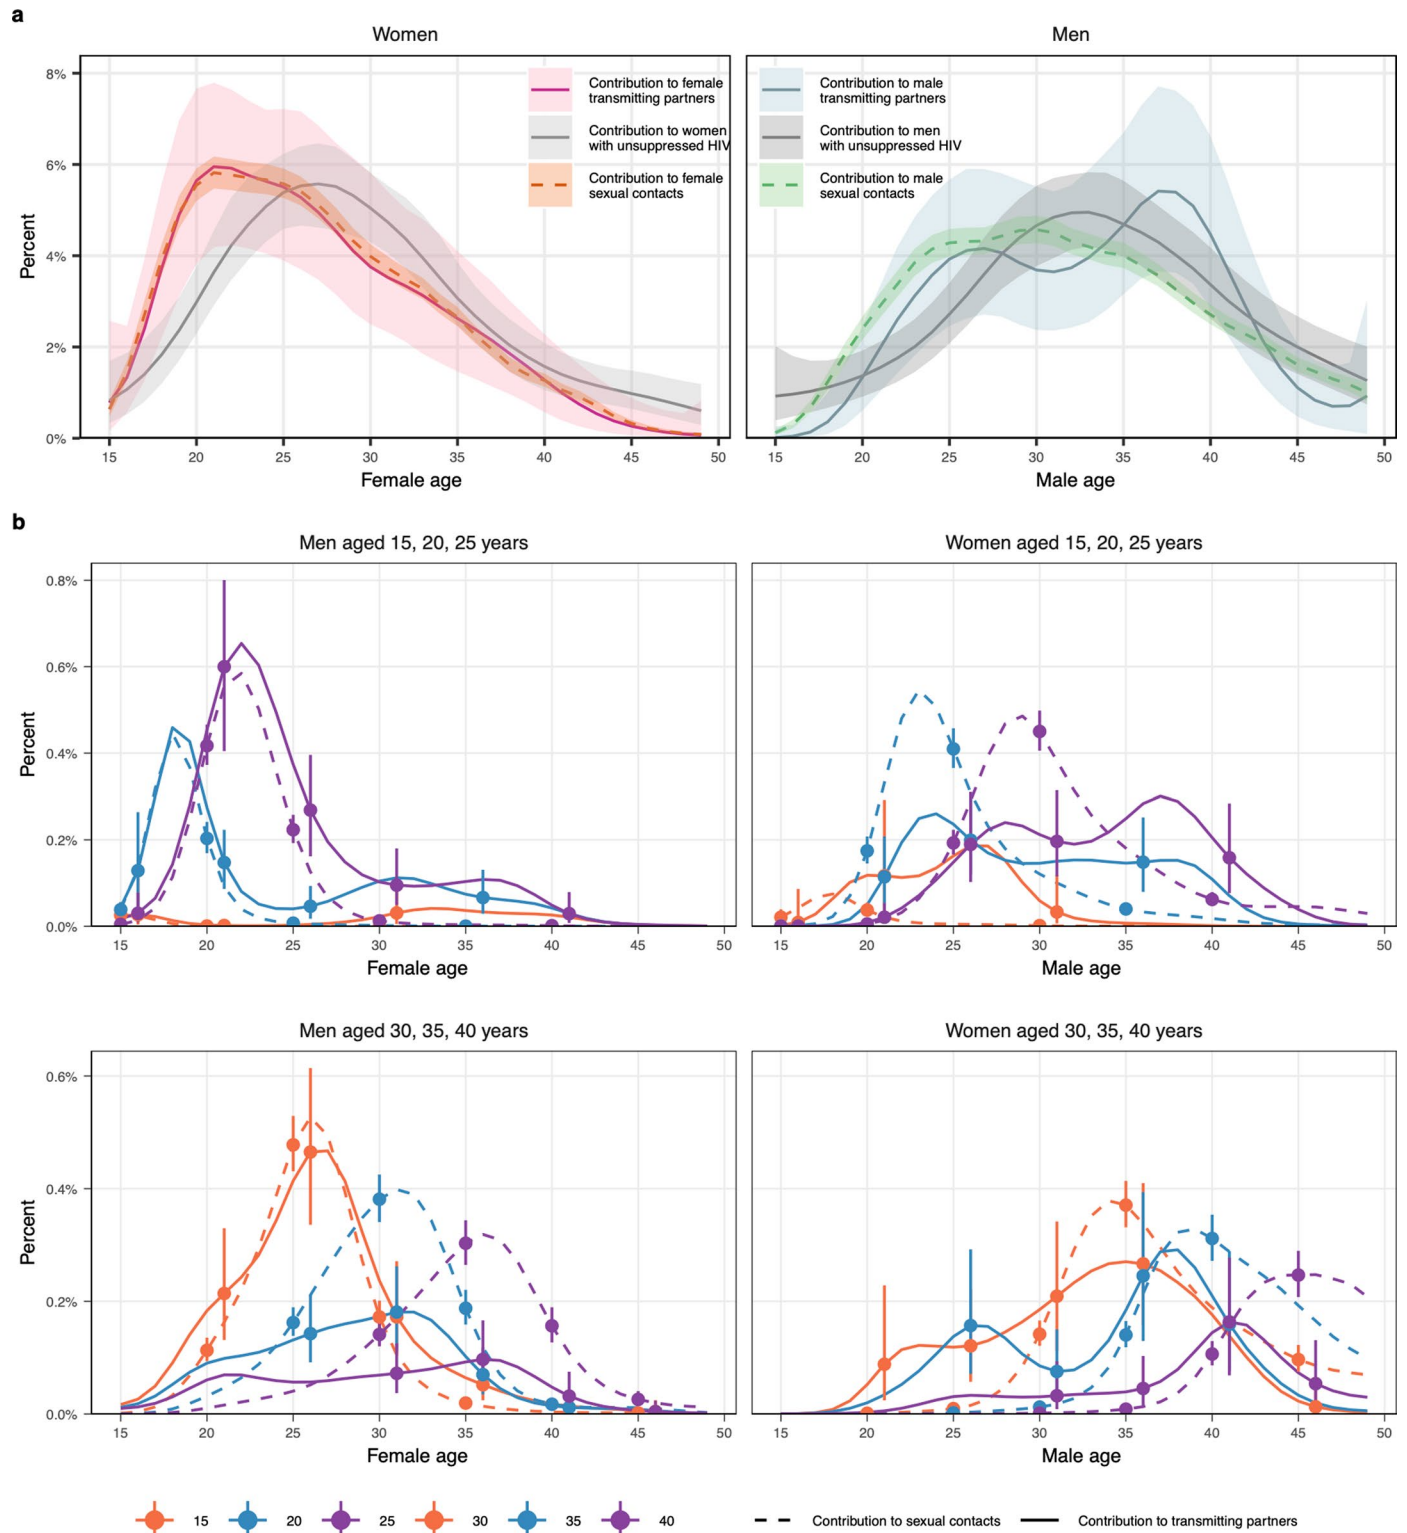 a
Women
Men
8%
6%
4%
2%
0%
Percent
Contribution to female
transmitting partners
Contribution to women
with unsuppressed HIV
Contribution to female
sexual contacts
Contribution to male
transmitting partners
Contribution to men
with unsuppressed HIV
Contribution to male
sexual contacts
15 20 25 30 35 40 45 50
15 20 25 30 35 40 45 50
Female age
Male age
b
Men aged 15, 20, 25 years
Women aged 15, 20, 25 years
0.8%
0.6%
0.4%
0.2%
0.0%
Percent
15 20 25 30 35 40 45 50
15 20 25 30 35 40 45 50
Female age
Male age
Men aged 30, 35, 40 years
Women aged 30, 35, 40 years
0.6%
0.4%
0.2%
0.0%
Percent
15 20 25 30 35 40 45 50
15 20 25 30 35 40 45 50
Female age
Male age
15 20 25 30 35 40 Contribution to sexual contacts Contribution to transmitting partners